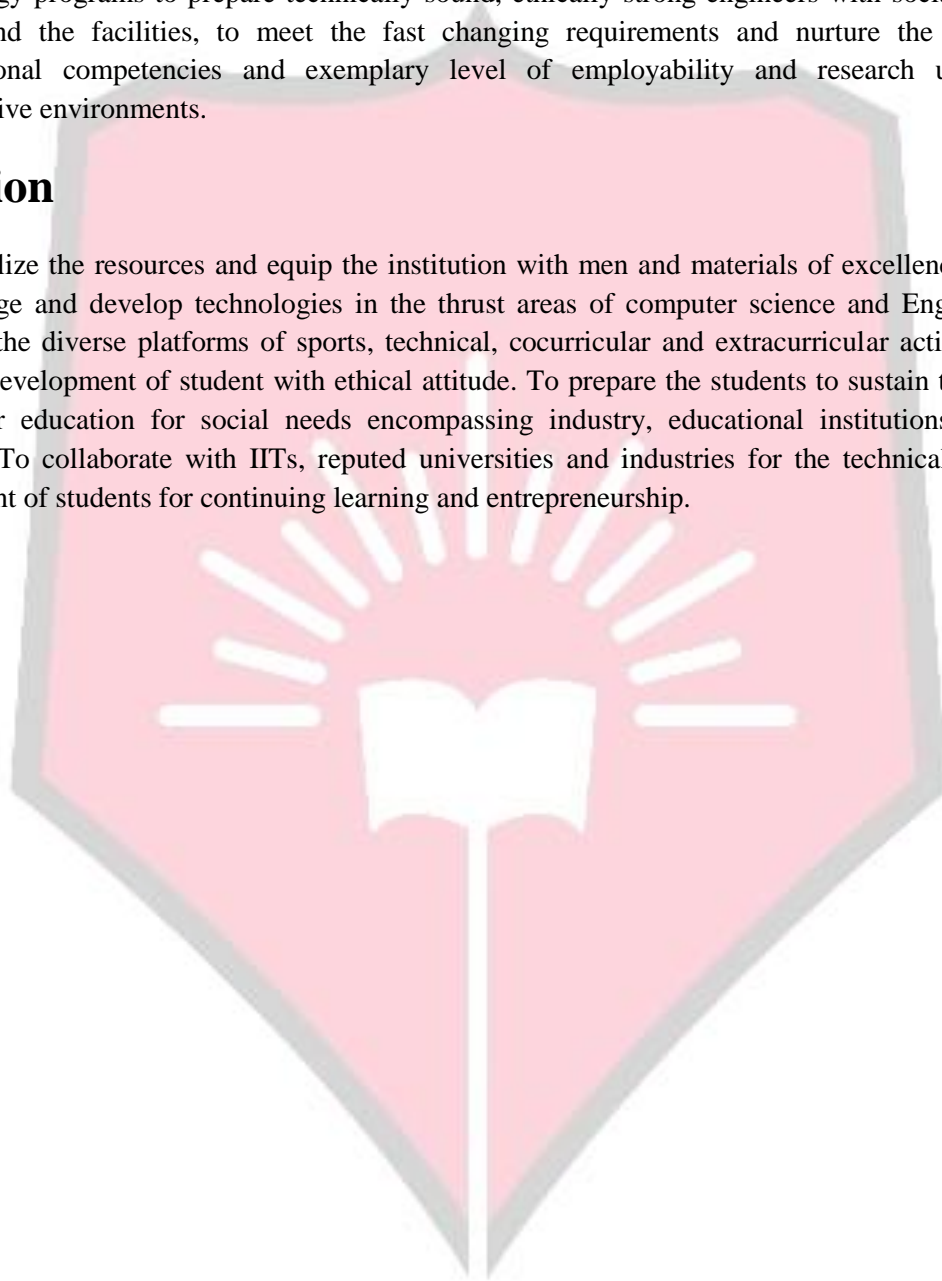 gy programs to prepare technically sound, ethically strong engineers with social
nd the facilities, to meet the fast changing requirements and nurture the
onal competencies and exemplary level of employability and research u
ive environments.
ion
lize the resources and equip the institution with men and materials of excellenc
ge and develop technologies in the thrust areas of computer science and Eng
the diverse platforms of sports, technical, cocurricular and extracurricular acti
evelopment of student with ethical attitude. To prepare the students to sustain t
r education for social needs encompassing industry, educational institutions
To collaborate with IITs, reputed universities and industries for the technical
nt of students for continuing learning and entrepreneurship.